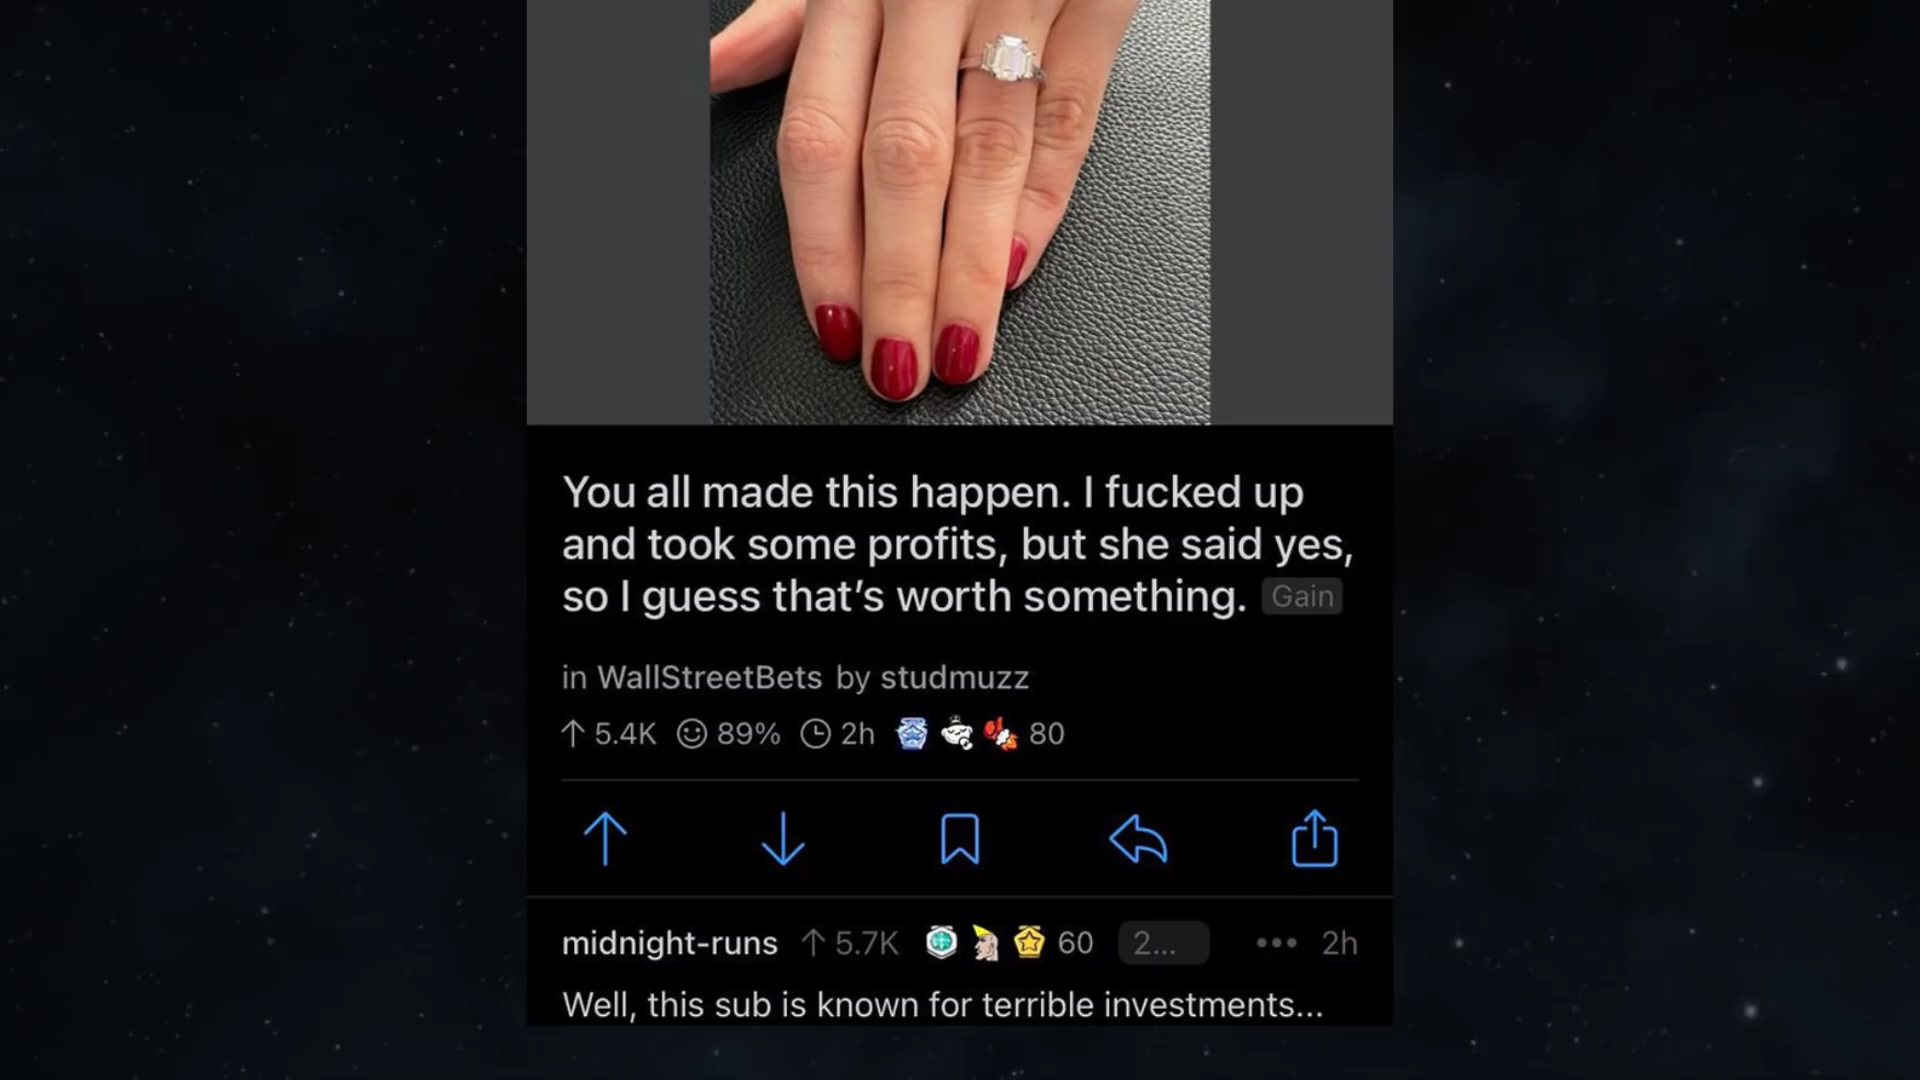 You all made this happen. I fucked up
and took some profits, but she said yes,
so I guess that's worth something. Gain
in WallStreetBets by studmuzz
5.4K 89% 2h 80
midnight-runs 5.7K 60 2... ••• 2h
Well, this sub is known for terrible investments...